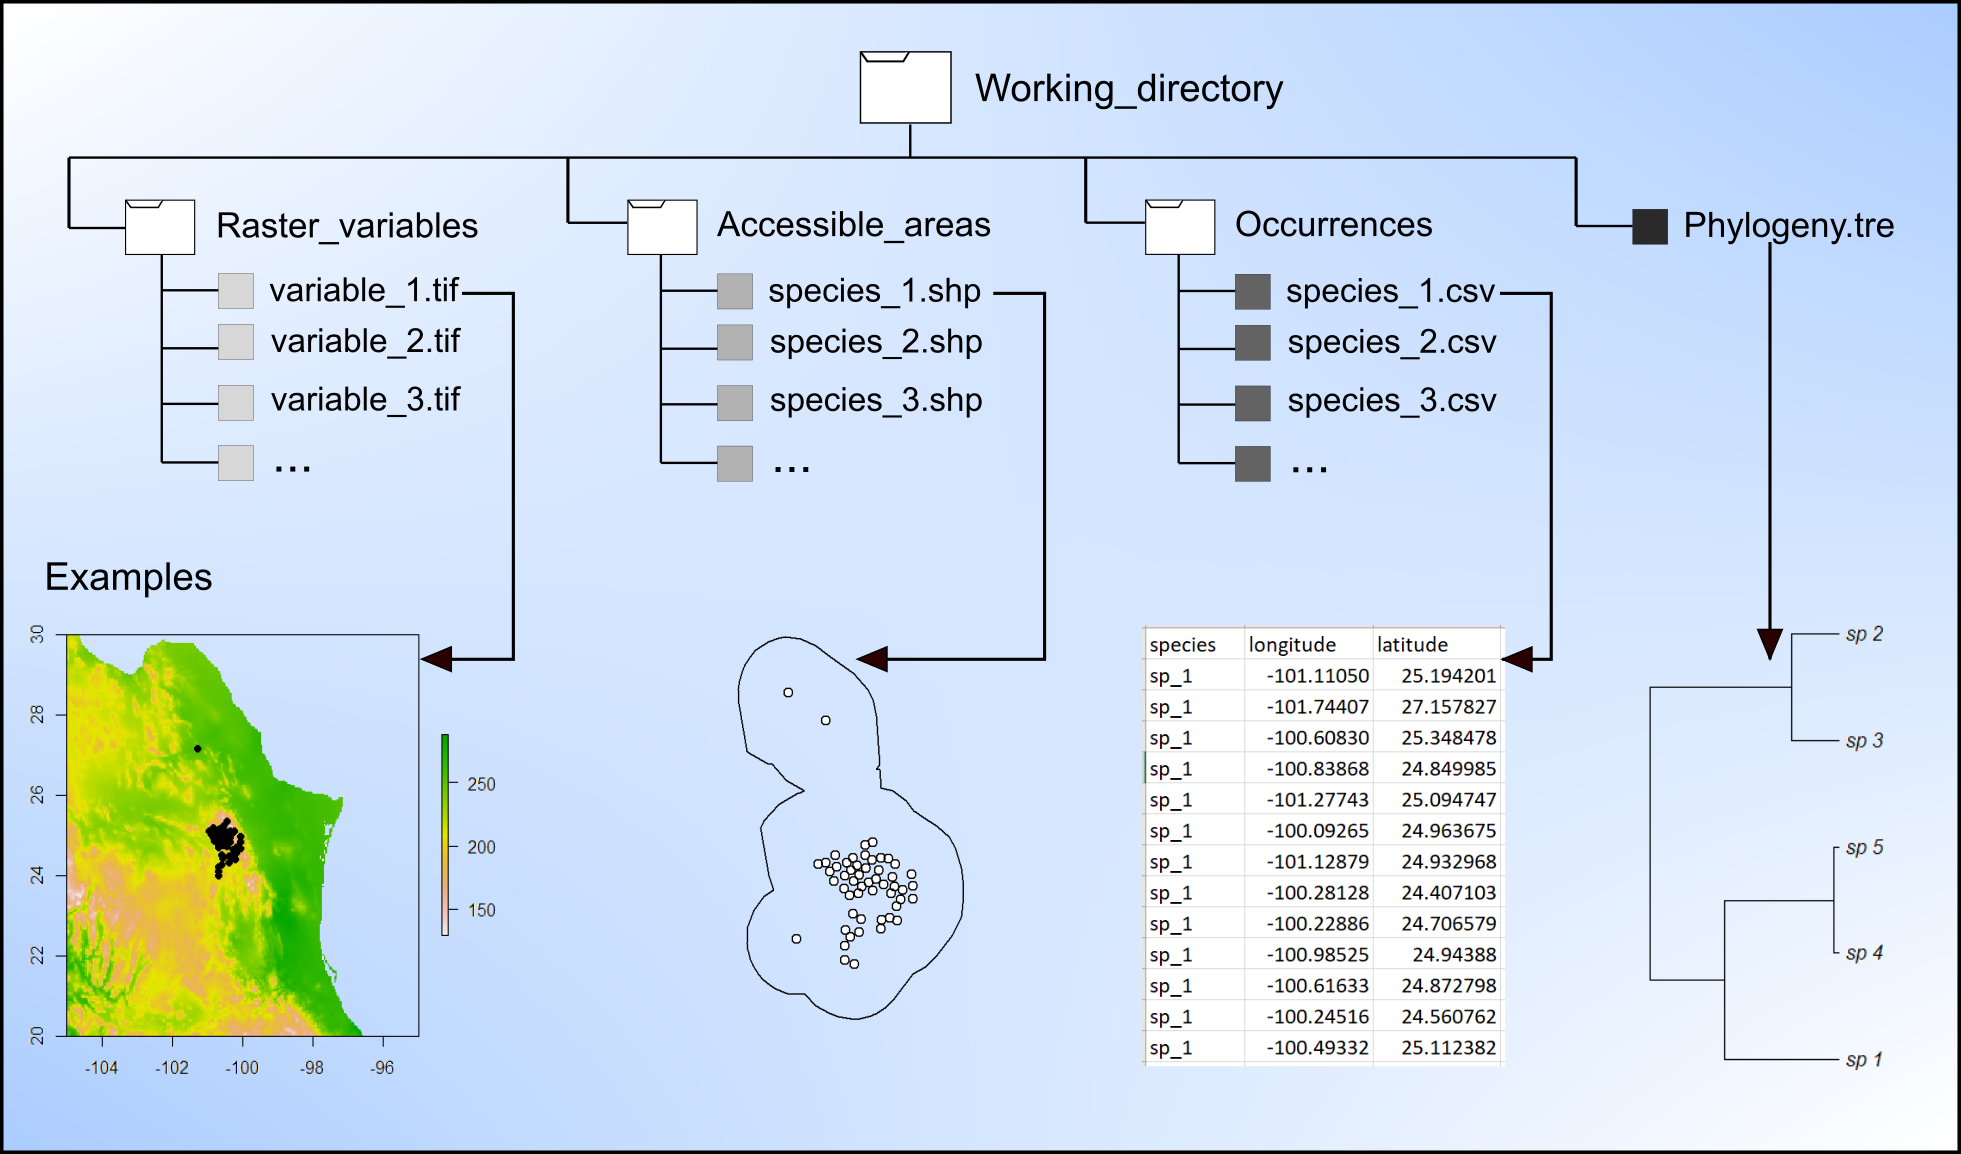 Working_directory
Raster_variables
variable_1.tif
variable_2.tif
variable_3.tif
...
Accessible_areas
species_1.shp
species_2.shp
species_3.shp
...
Occurrences
species_1.csv
species_2.csv
species_3.csv
...
Phylogeny.tre
Examples
30
28
26
24
22
20
-104 -102 -100 -98 -96
250
200
150
species longitude latitude
sp_1 -101.11050 25.194201
sp_1 -101.74407 27.157827
sp_1 -100.60830 25.348478
sp_1 -100.83868 24.849985
sp_1 -101.27743 25.094747
sp_1 -100.09265 24.963675
sp_1 -101.12879 24.932968
sp_1 -100.28128 24.407103
sp_1 -100.22886 24.706579
sp_1 -100.98525 24.94388
sp_1 -100.61633 24.872798
sp_1 -100.24516 24.560762
sp_1 -100.49332 25.112382
sp 2
sp 3
sp 5
sp 4
sp 1